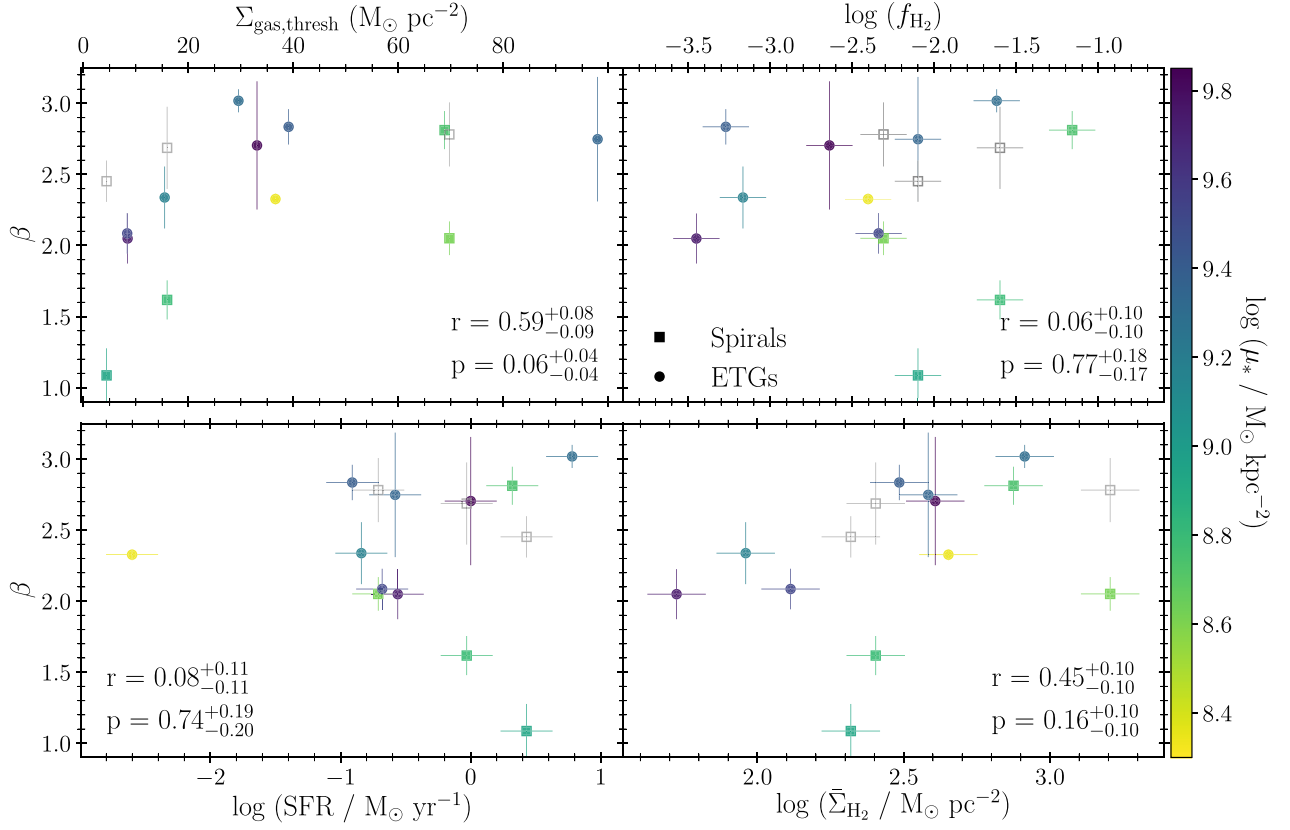 Σgas,thresh (M⊙ pc−2)
0 20 40 60 80
log (fH2)
−3.5 −3.0 −2.5 −2.0 −1.5 −1.0
β
3.0
2.5
2.0
1.5
1.0
r = 0.59+0.08−0.09
p = 0.06+0.04−0.04
Spirals
ETGs
r = 0.06+0.10−0.10
p = 0.77+0.18−0.17
β
3.0
2.5
2.0
1.5
1.0
r = 0.08+0.11−0.11
p = 0.74+0.19−0.20
r = 0.45+0.10−0.10
p = 0.16+0.10−0.10
−2 −1 0 1
log (SFR / M⊙ yr−1)
2.0 2.5 3.0
log (Σ̄H2 / M⊙ pc−2)
9.8
9.6
9.4
9.2
9.0
8.8
8.6
8.4
log (μ* / M⊙ kpc−2)